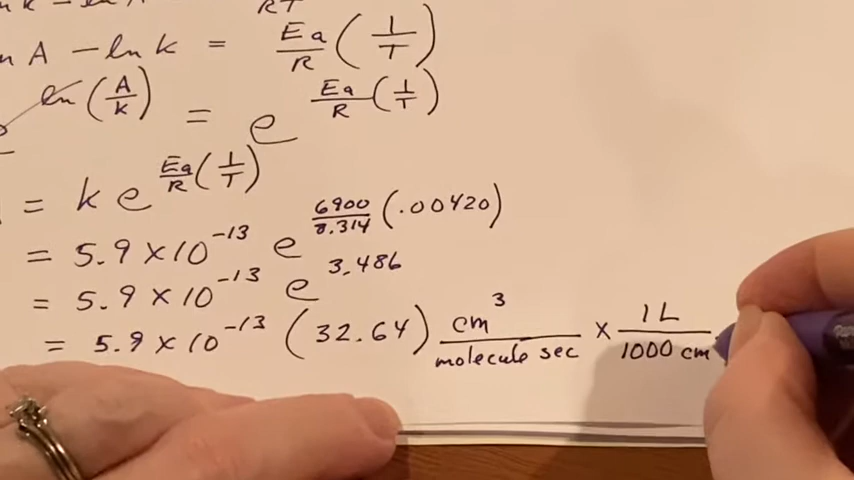 RT
n A − ln k = Ea/R (1/T)
ln (A/k) = e^(Ea/R (1/T))
= k e^(Ea/R (1/T))
= 5.9 × 10^-13 e^(6900/8.314 (.00420))
= 5.9 × 10^-13 e^3.486
= 5.9 × 10^-13 (32.64) cm^3/molecule sec × 1L/1000 cm